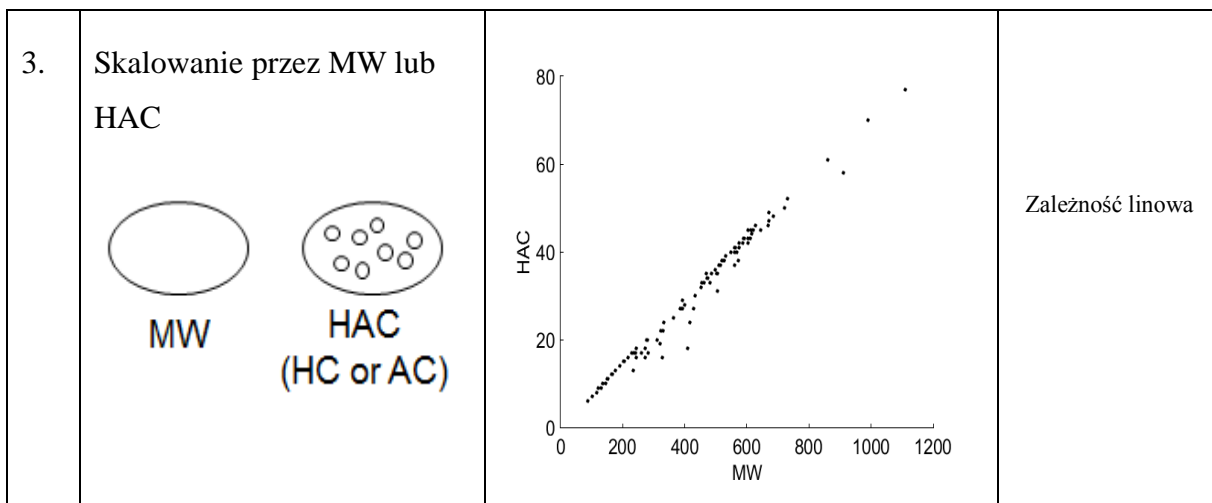 3.
Skalowanie przez MW lub
HAC
MW
HAC
(HC or AC)
80
60
40
20
0
HAC
0 200 400 600 800 1000 1200
MW
Zależność linowa